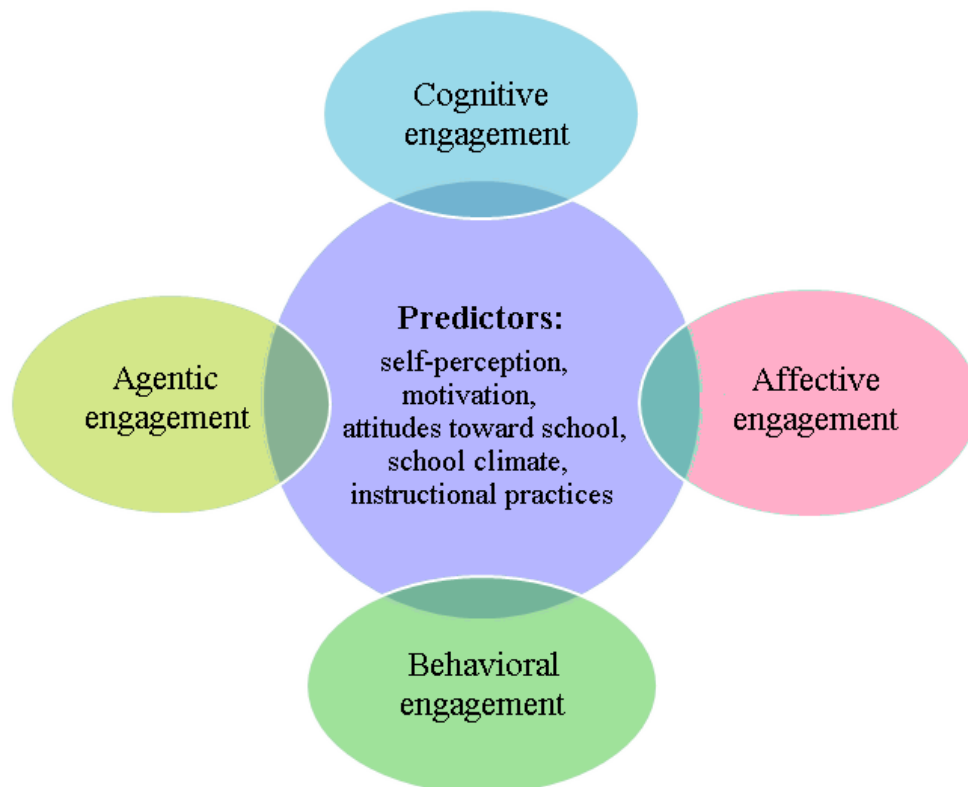 Cognitive
engagement
Predictors:
self-perception,
motivation,
attitudes toward school,
school climate,
instructional practices
Agentic
engagement
Affective
engagement
Behavioral
engagement